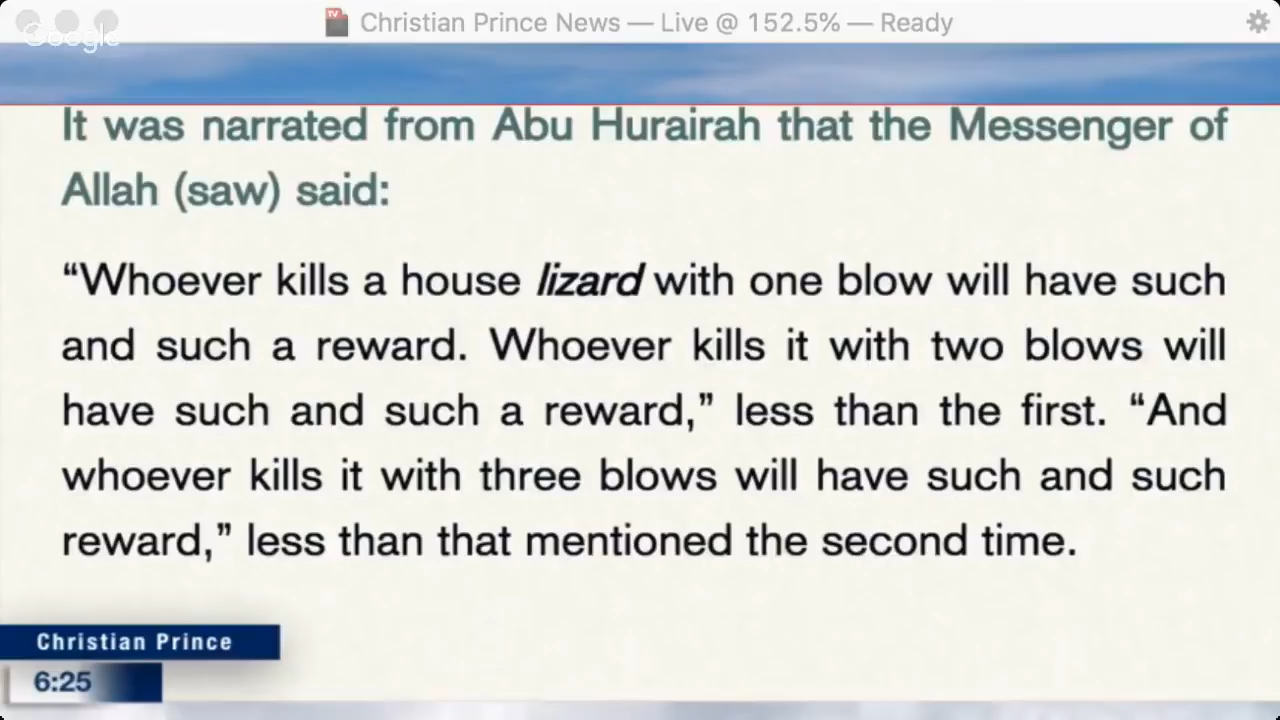 Christian Prince News — Live @ 152.5% — Ready
Google
It was narrated from Abu Hurairah that the Messenger of
Allah (saw) said:
“Whoever kills a house lizard with one blow will have such
and such a reward. Whoever kills it with two blows will
have such and such a reward,” less than the first. “And
whoever kills it with three blows will have such and such
reward,” less than that mentioned the second time.
Christian Prince
6:25